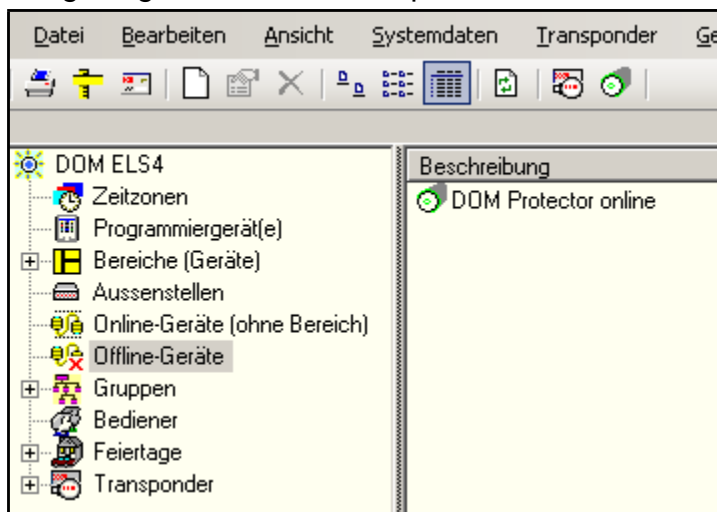 Datei Bearbeiten Ansicht Systemdaten Transponder Ge
Beschreibung
DOM ELS4
DOM Protector online
Zeitzonen
Programmiergerät(e)
Bereiche (Geräte)
Aussenstellen
Online-Geräte (ohne Bereich)
Offline-Geräte
Gruppen
Bediener
Feiertage
Transponder